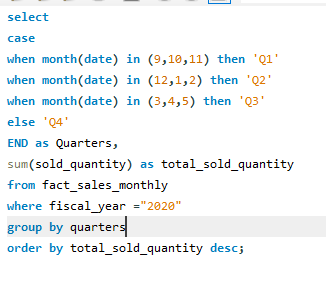 select
case
when month(date) in (9,10,11) then 'Q1'
when month(date) in (12,1,2) then 'Q2'
when month(date) in (3,4,5) then 'Q3'
else 'Q4'
END as Quarters,
sum(sold_quantity) as total_sold_quantity
from fact_sales_monthly
where fiscal_year ="2020"
group by quarters
order by total_sold_quantity desc;